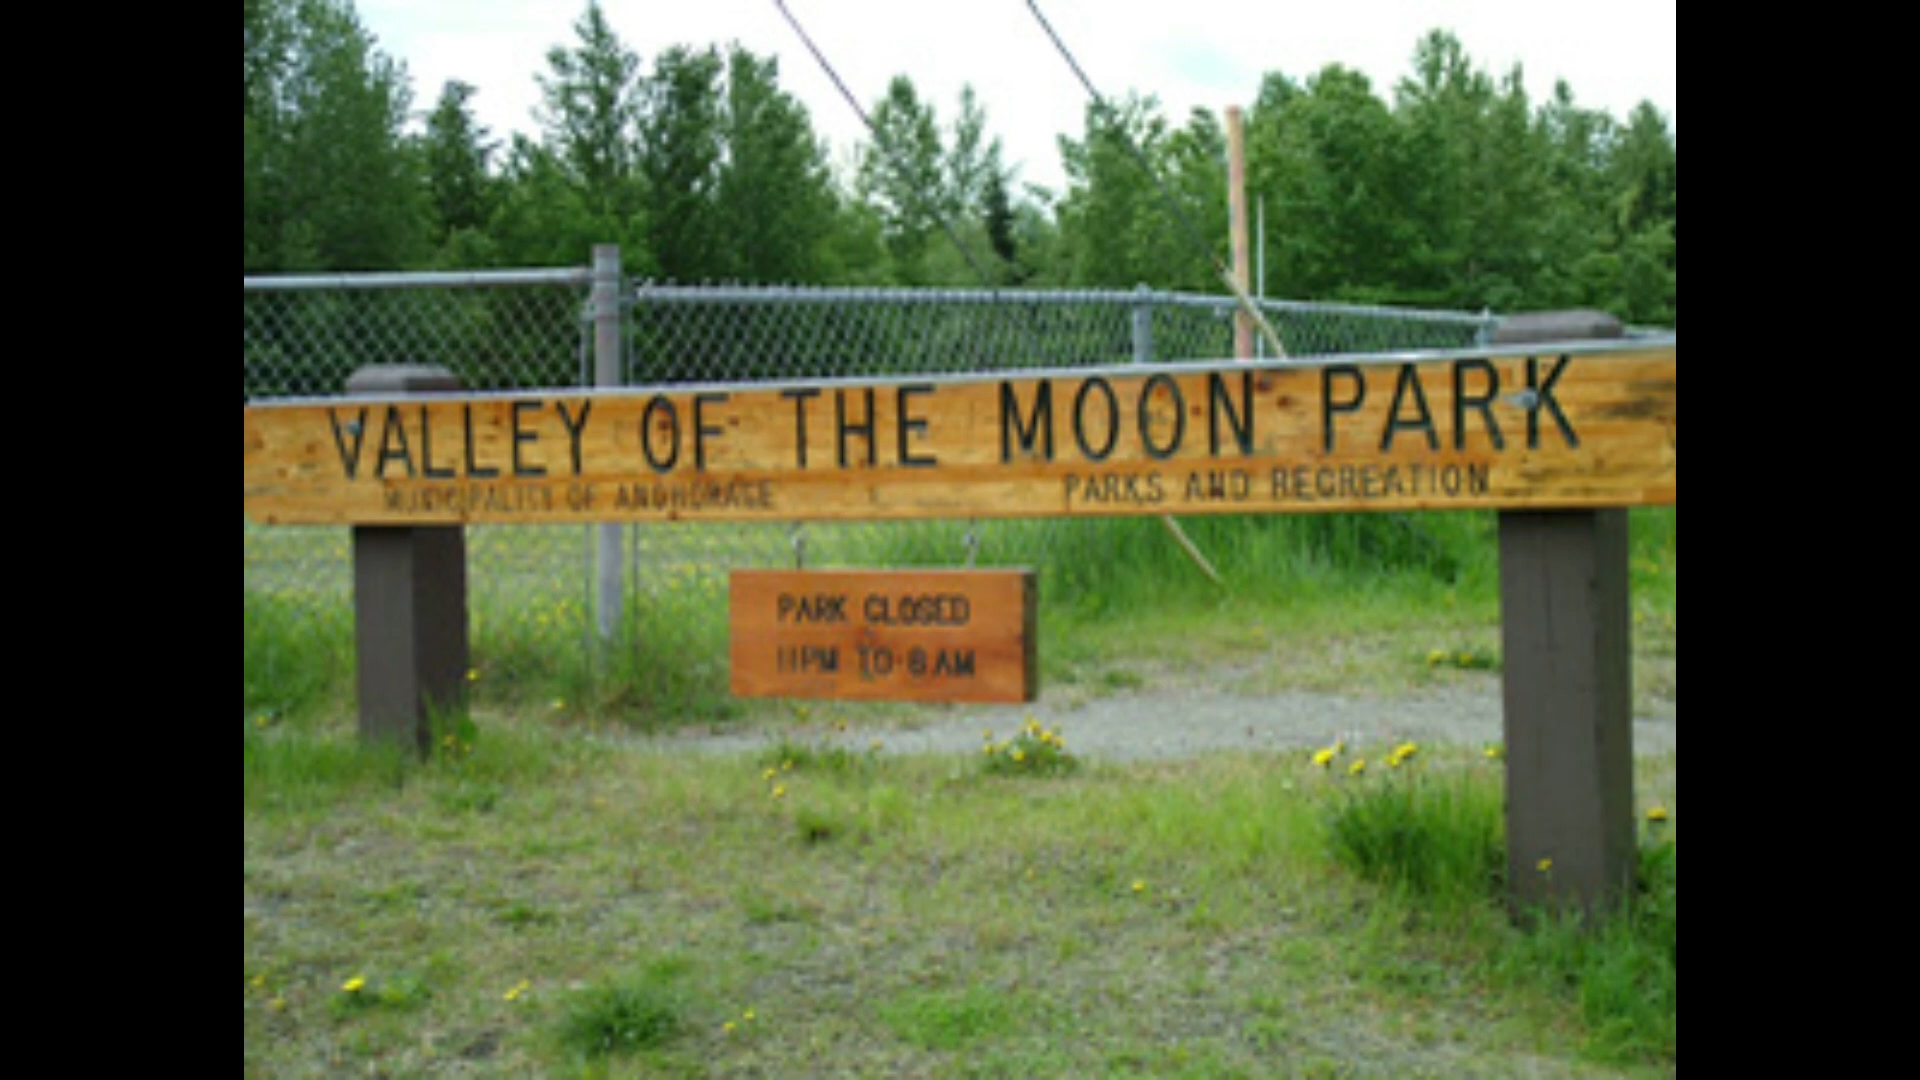 VALLEY OF THE MOON PARK
MUNICIPALITY OF ANCHORAGE PARKS AND RECREATION
PARK CLOSED
11PM TO 6AM